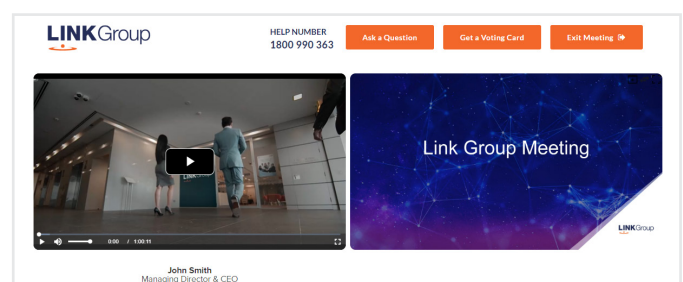 LINKGroup
HELP NUMBER
1800 990 363
Ask a Question
Get a Voting Card
Exit Meeting
LINK
Link Group Meeting
LINKGroup
0:00 / 1:00:11
John Smith
Managing Director & CEO